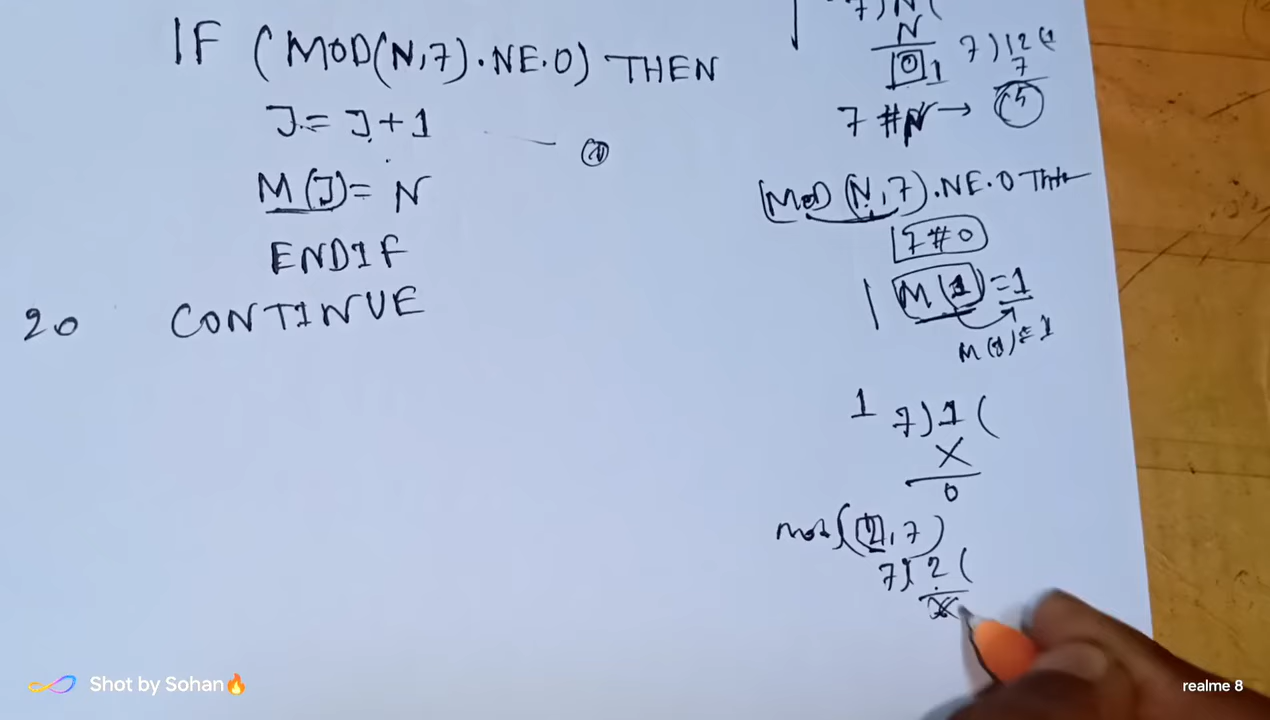 IF (MOD(N,7).NE.0) THEN
J = J + 1
M(J) = N
ENDIF
20 CONTINUE
7)N(
N
0 1
7)12(1
7
5
7 # N →
(MOD (N,7).NE.0 Then
7 # 0
M(1) = 1
M(1) = 1
1 7)1(
X
0
mod(2,7)
7)2(
X
Shot by Sohan🔥
realme 8